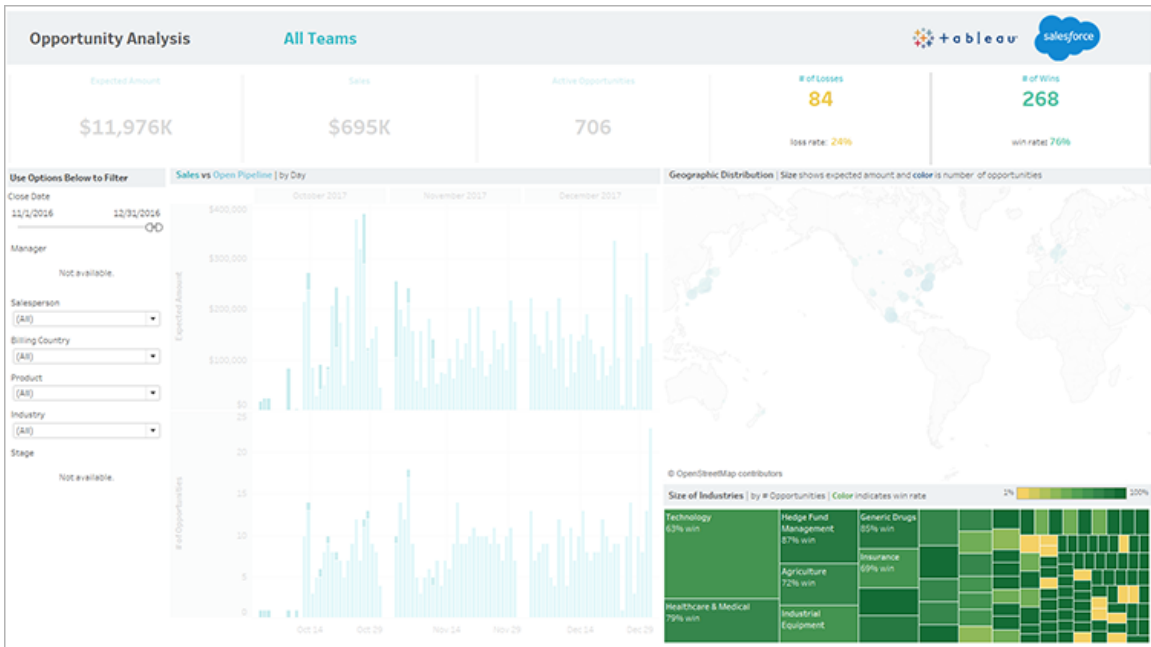 Opportunity Analysis
All Teams
+ a b | e a u
salesforce
Expected Amount
$11,976K
Sales
$695K
Active Opportunities
706
# of Losses
84
loss rate: 24%
# of Wins
268
win rate: 76%
Use Options Below to Filter
Close Date
11/1/2016 12/31/2016
Manager
Not available.
Salesperson
(All)
Billing Country
(All)
Product
(All)
Industry
(All)
Stage
Not available.
Sales vs Open Pipeline | by Day
October 2017 November 2017 December 2017
Expected Amount
$400,000
$300,000
$200,000
$100,000
$0
# of Opportunities
25
20
15
10
5
0
Oct 14 Oct 29 Nov 14 Nov 29 Dec 14 Dec 29
Geographic Distribution | Size shows expected amount and color is number of opportunities
© OpenStreetMap contributors
Size of Industries | by # Opportunities | Color indicates win rate
1% 100%
Technology
63% win
Healthcare & Medical
79% win
Hedge Fund
Management
87% win
Agriculture
72% win
Industrial
Equipment
Generic Drugs
85% win
Insurance
69% win